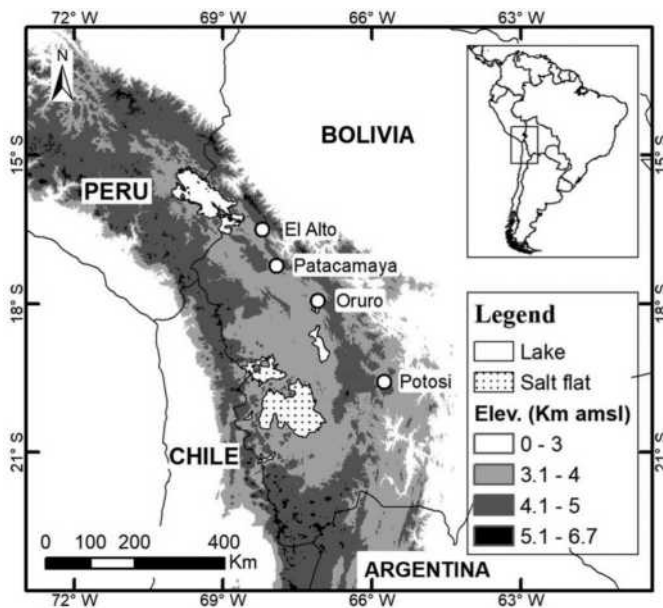 72°W
69°W
66°W
63°W
N
BOLIVIA
15°S
15°S
PERU
El Alto
Patacamaya
Oruro
18°S
18°S
Legend
Lake
Salt flat
Potosi
Elev. (Km amsl)
0 - 3
3.1 - 4
4.1 - 5
5.1 - 6.7
21°S
21°S
CHILE
0 100 200 400
Km
ARGENTINA
72°W
69°W
66°W
63°W